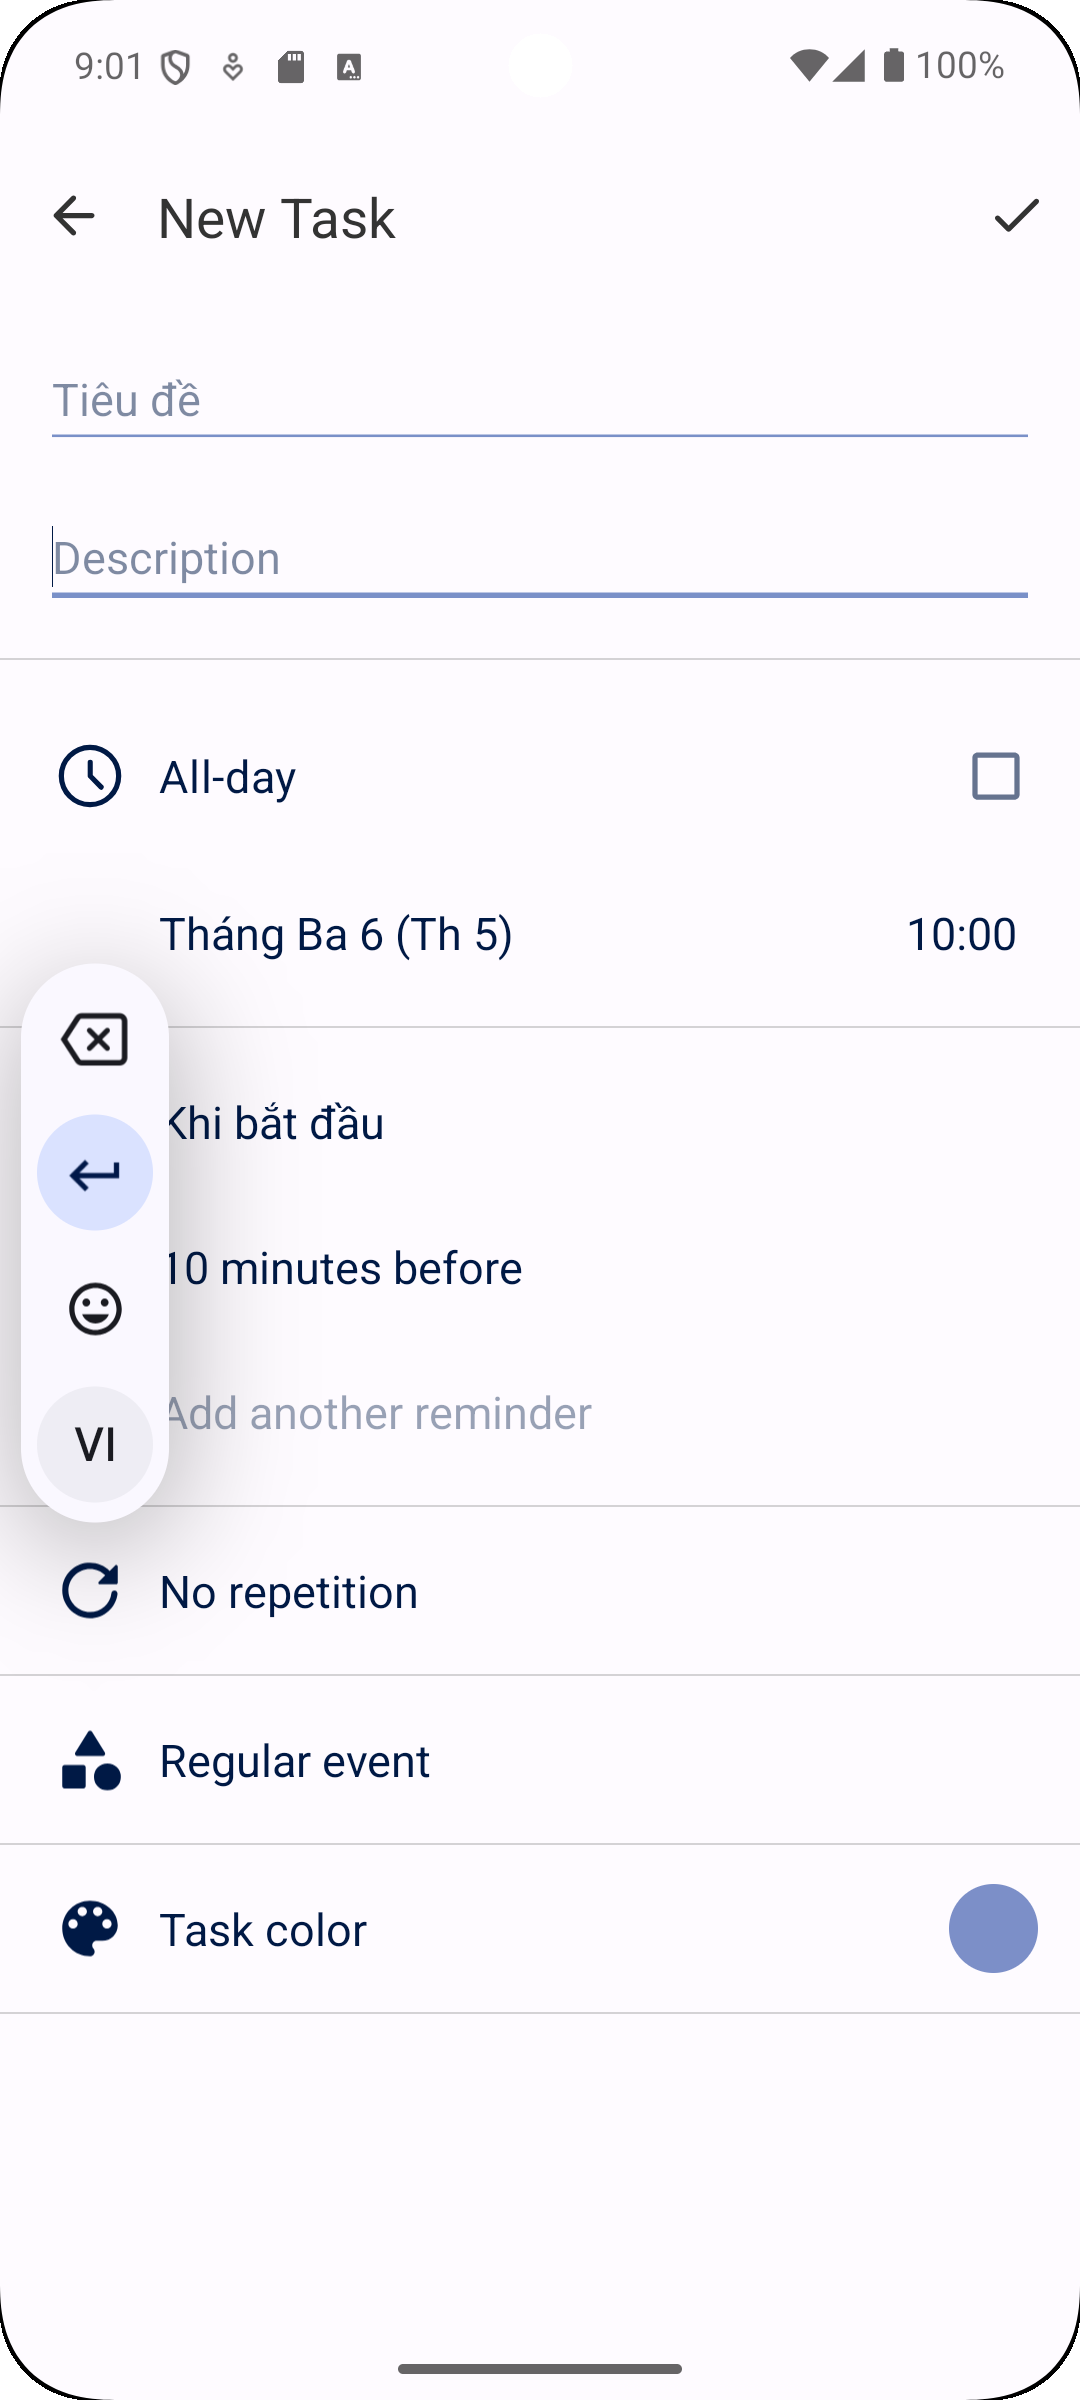 9:01
100%
New Task
Tiêu đề
Description
All-day
Tháng Ba 6 (Th 5)
10:00
Khi bắt đầu
10 minutes before
Add another reminder
VI
No repetition
Regular event
Task color